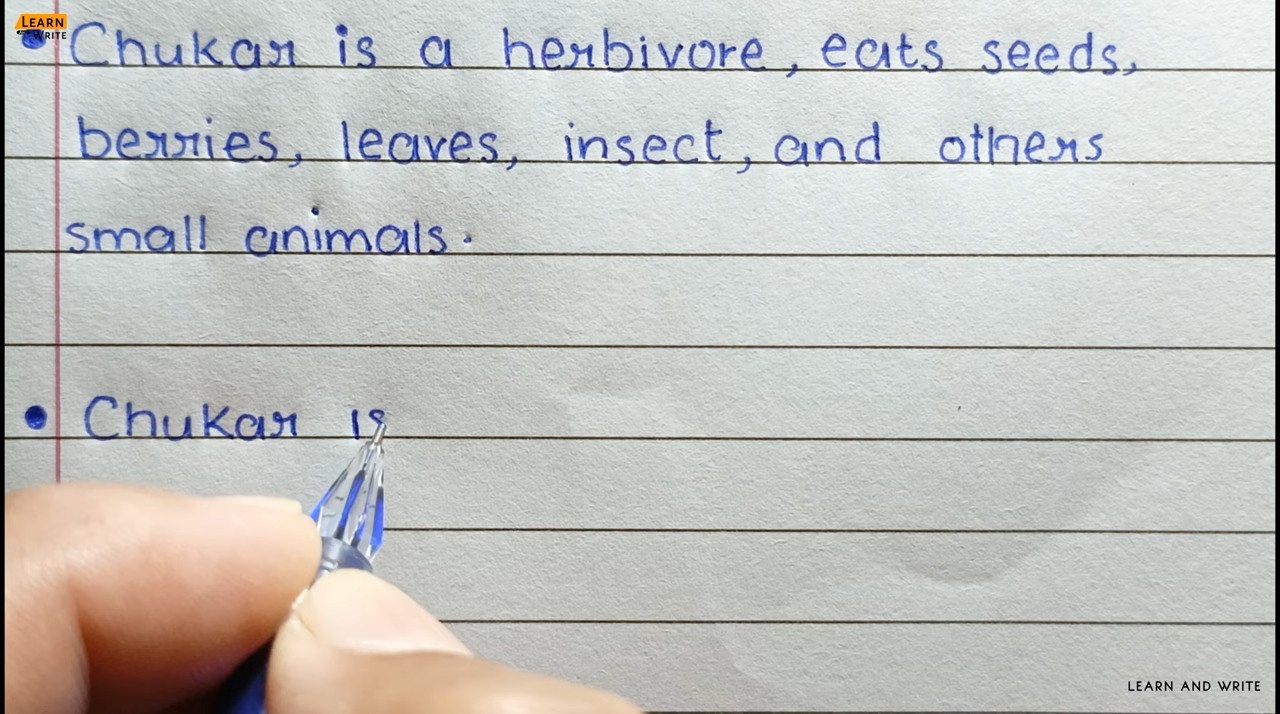 LEARN
AND WRITE
• Chukar is a herbivore, eats seeds,
berries, leaves, insect, and others
small animals.
• Chukar is
LEARN AND WRITE